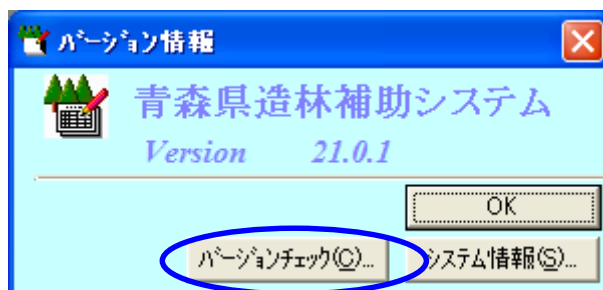 バージョン情報
青森県造林補助システム
Version 21.0.1
OK
バージョンチェック(C)... システム情報(S)...